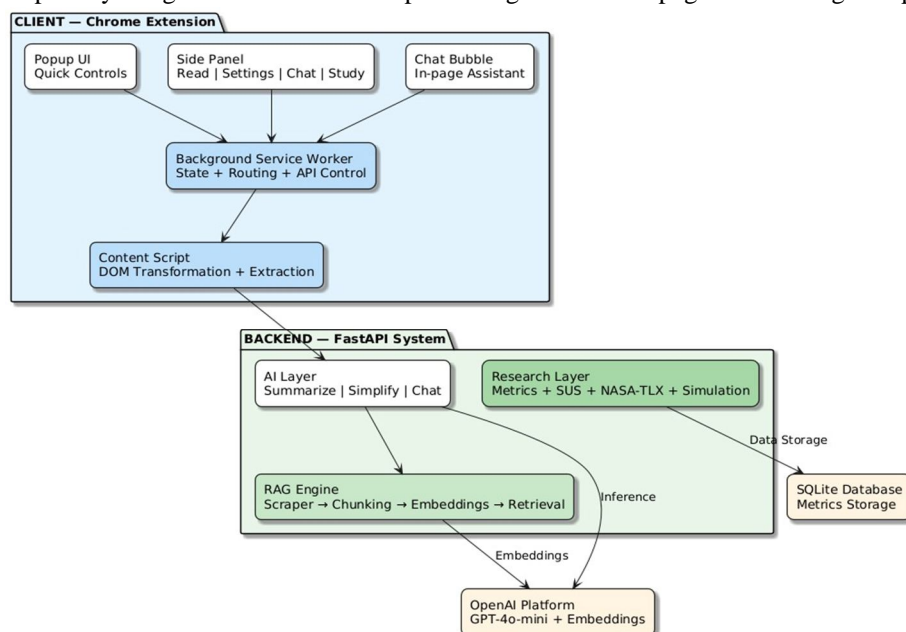 CLIENT — Chrome Extension
Popup UI
Quick Controls
Side Panel
Read | Settings | Chat | Study
Chat Bubble
In-page Assistant
Background Service Worker
State + Routing + API Control
Content Script
DOM Transformation + Extraction
BACKEND — FastAPI System
AI Layer
Summarize | Simplify | Chat
Research Layer
Metrics + SUS + NASA-TLX + Simulation
Data Storage
RAG Engine
Scraper → Chunking → Embeddings → Retrieval
Inference
SQLite Database
Metrics Storage
Embeddings
OpenAI Platform
GPT-4o-mini + Embeddings